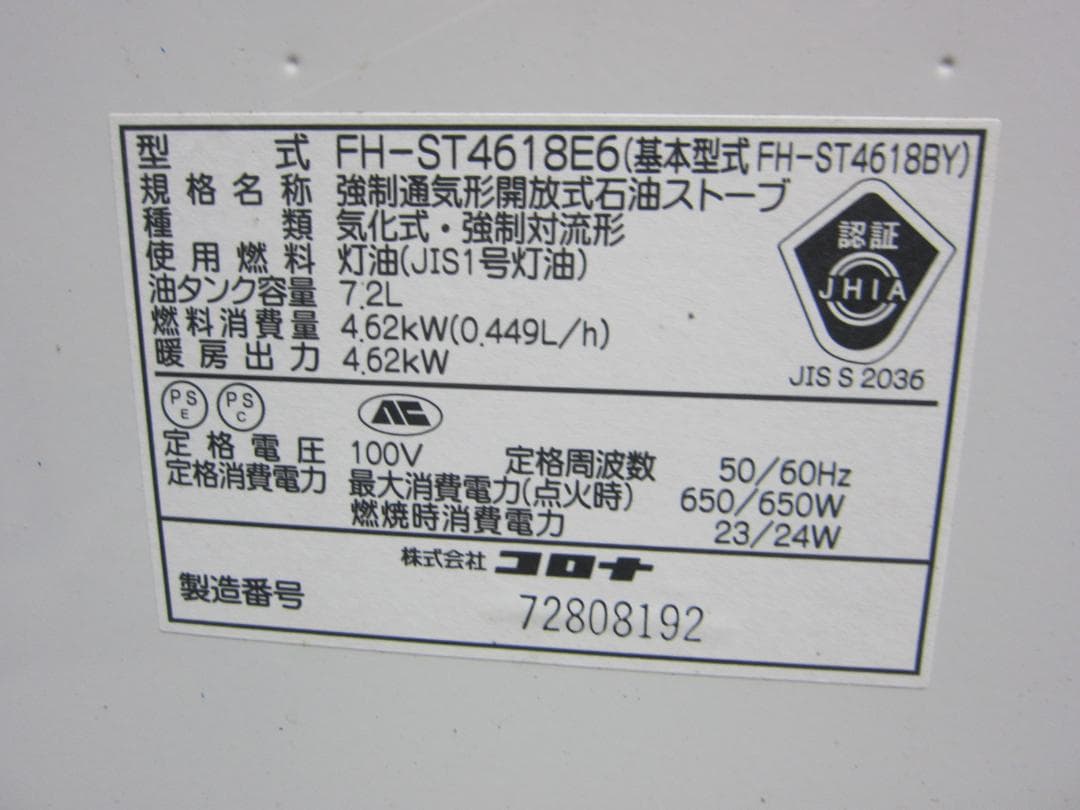 型式 FH-ST4618E6(基本型式 FH-ST4618BY)
規格名称 強制通気形開放式石油ストーブ
種類 気化式・強制対流形
使用燃料 灯油(JIS1号灯油)
油タンク容量 7.2L
燃料消費量 4.62kW(0.449L/h)
暖房出力 4.62kW
認証
JHIA
JIS S 2036
PS E PS C
定格電圧 100V 定格周波数 50/60Hz
定格消費電力 最大消費電力(点火時) 650/650W
燃焼時消費電力 23/24W
株式会社 コロナ
製造番号 72808192